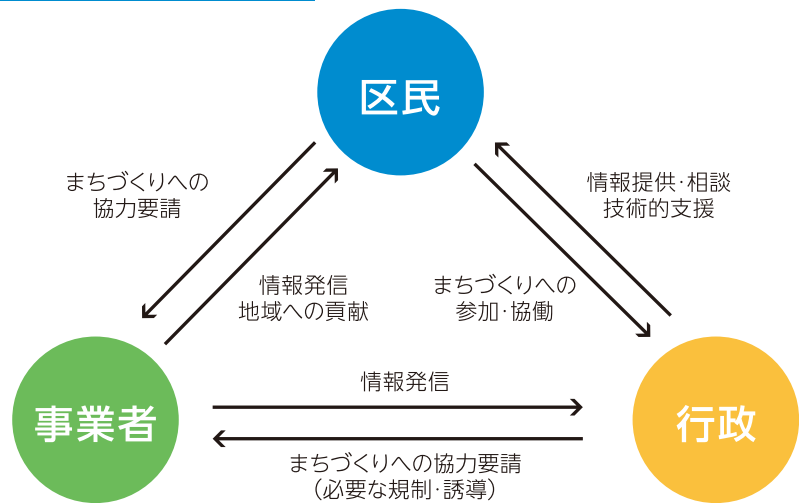 区民
まちづくりへの
協力要請
情報提供・相談
技術的支援
情報発信
地域への貢献
まちづくりへの
参加・協働
情報発信
事業者
行政
まちづくりへの協力要請
（必要な規制・誘導）